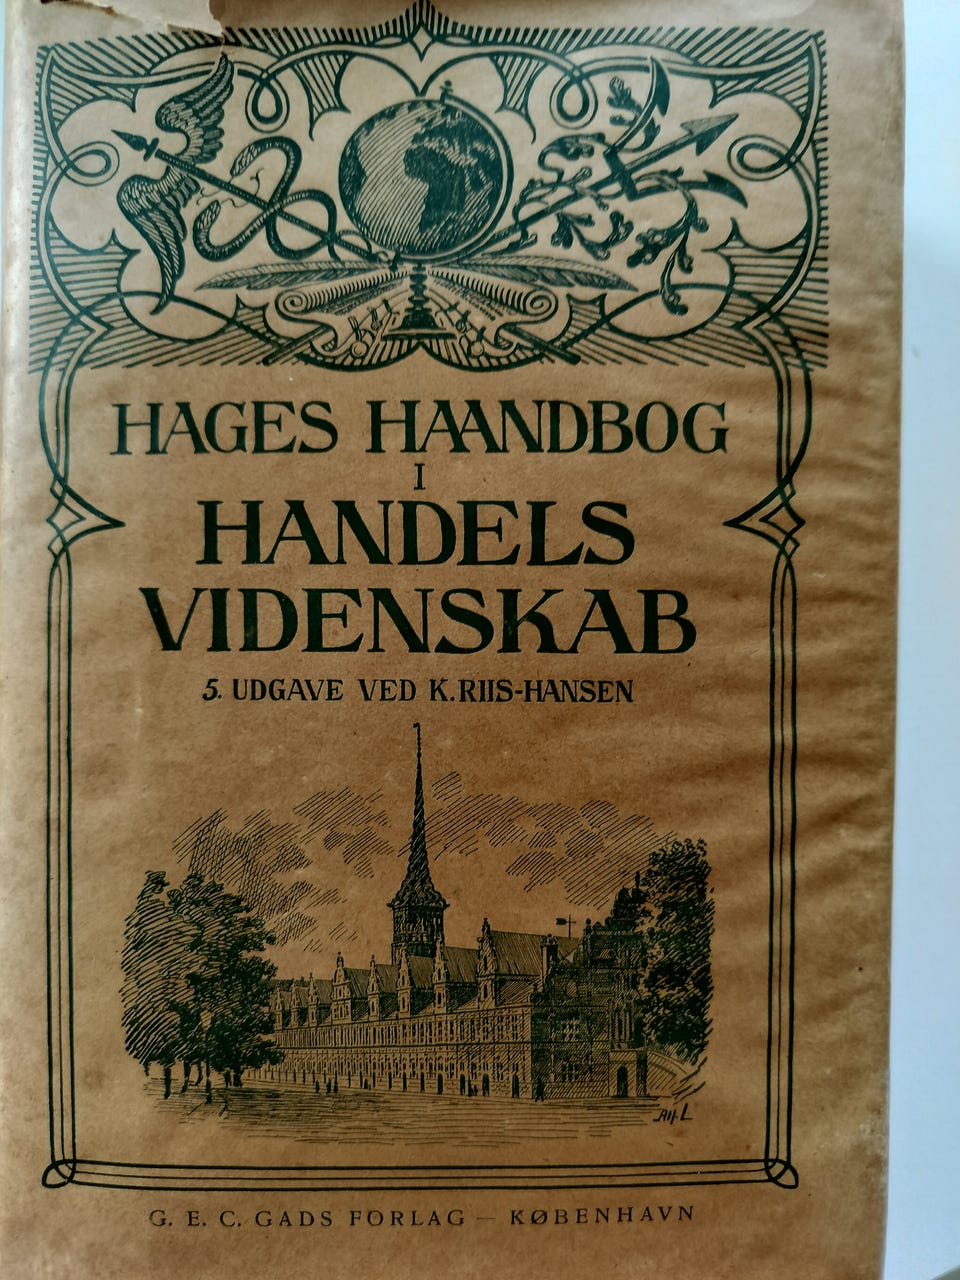 HAGES HAANDBOG
I
HANDELS
VIDENSKAB
5. UDGAVE VED K. RIIS-HANSEN
G. E. C. GADS FORLAG — KØBENHAVN